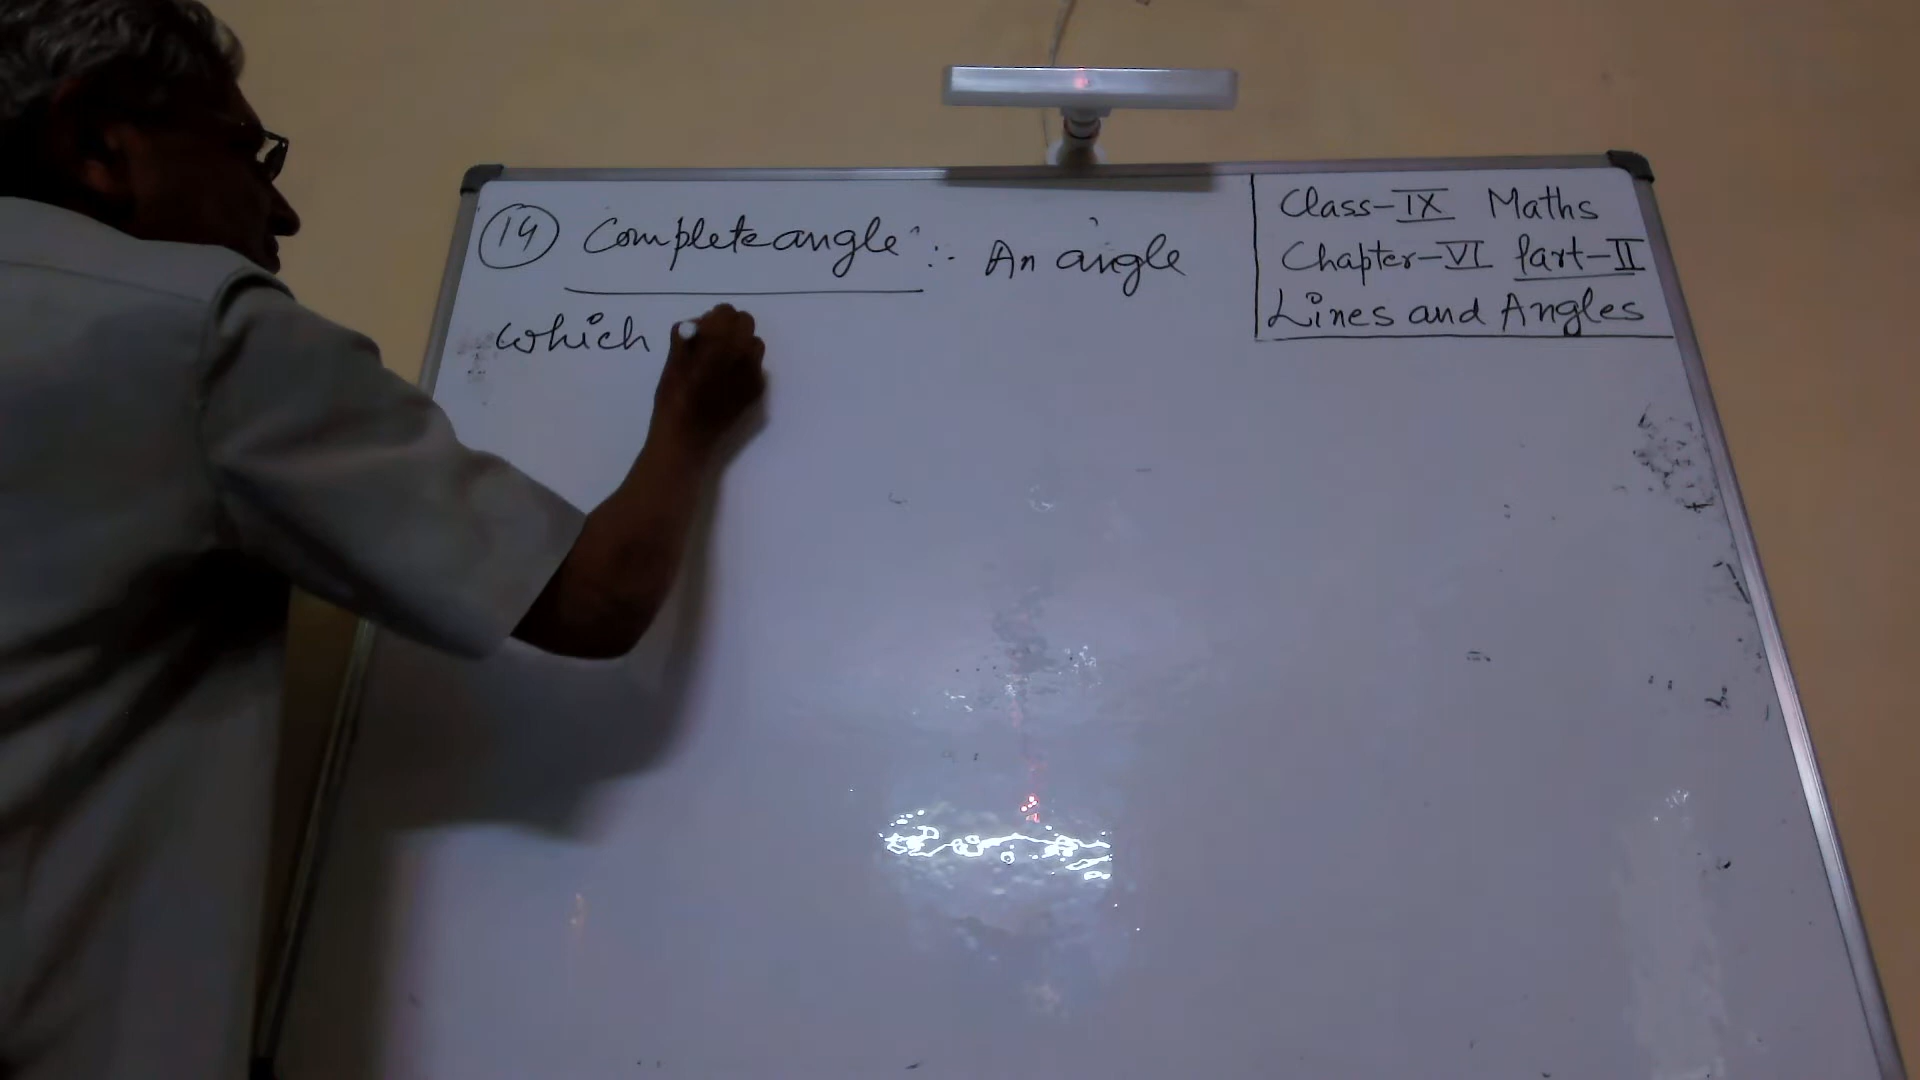 14 Complete angle :- An angle
which
Class-IX Maths
Chapter-VI Part-II
Lines and Angles